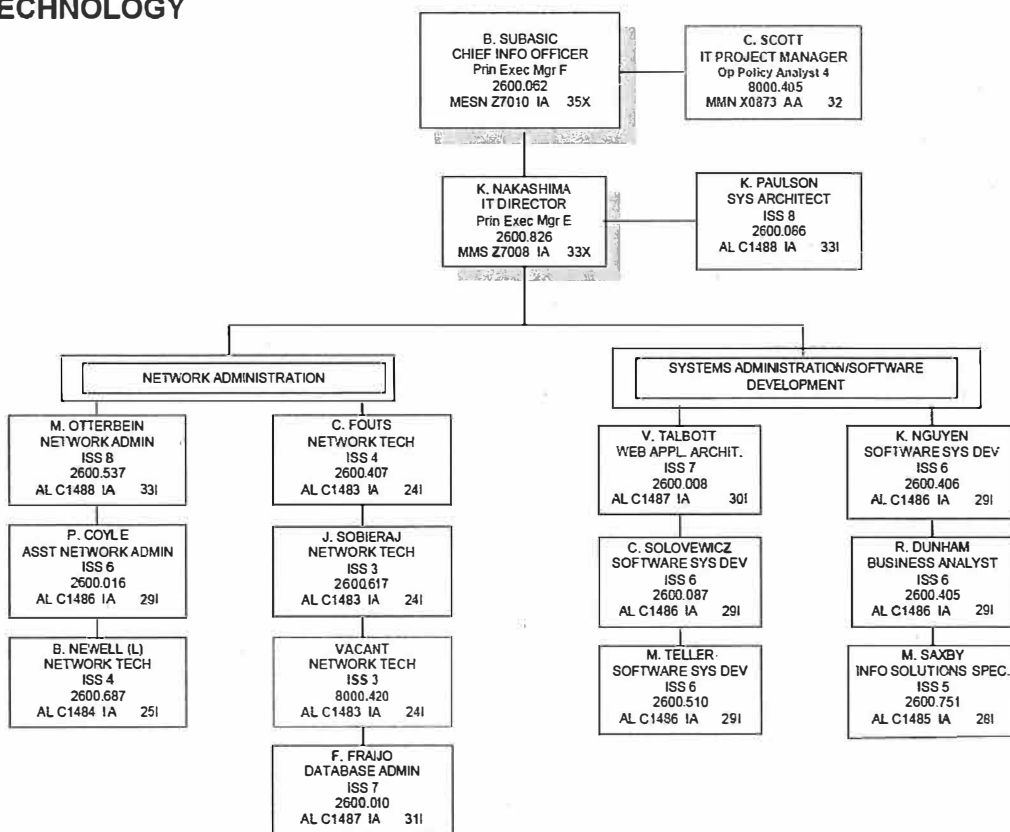 ECHNOLOGY
B. SUBASIC
CHIEF INFO OFFICER
Prin Exec Mgr F
2600.062
MESN Z7010 IA 35X
C. SCOTT
IT PROJECT MANAGER
Op Policy Analyst 4
8000.405
MMN X0873 AA 32
K. NAKASHIMA
IT DIRECTOR
Prin Exec Mgr E
2600.826
MMS Z7008 IA 33X
K. PAULSON
SYS ARCHITECT
ISS 8
2600.086
AL C1488 IA 33I
NETWORK ADMINISTRATION
M. OTTERBEIN
NETWORK ADMIN
ISS 8
2600.537
AL C1488 IA 33I
P. COYLE
ASST NETWORK ADMIN
ISS 6
2600.016
AL C1486 IA 29I
B. NEWELL (L)
NETWORK TECH
ISS 4
2600.687
AL C1484 IA 25I
C. FOUTS
NETWORK TECH
ISS 4
2600.407
AL C1483 IA 24I
J. SOBIERAJ
NETWORK TECH
ISS 3
2600.617
AL C1483 IA 24I
VACANT
NETWORK TECH
ISS 3
8000.420
AL C1483 IA 24I
F. FRAIJO
DATABASE ADMIN
ISS 7
2600.010
AL C1487 IA 31I
SYSTEMS ADMINISTRATION/SOFTWARE
DEVELOPMENT
V. TALBOTT
WEB APPL. ARCHIT.
ISS 7
2600.008
AL C1487 IA 30I
C. SOLOVEWICZ
SOFTWARE SYS DEV
ISS 6
2600.087
AL C1486 IA 29I
M. TELLER
SOFTWARE SYS DEV
ISS 6
2600.510
AL C1486 IA 29I
K. NGUYEN
SOFTWARE SYS DEV
ISS 6
2600.406
AL C1486 IA 29I
R. DUNHAM
BUSINESS ANALYST
ISS 6
2600.405
AL C1486 IA 29I
M. SAXBY
INFO SOLUTIONS SPEC.
ISS 5
2600.751
AL C1485 IA 28I